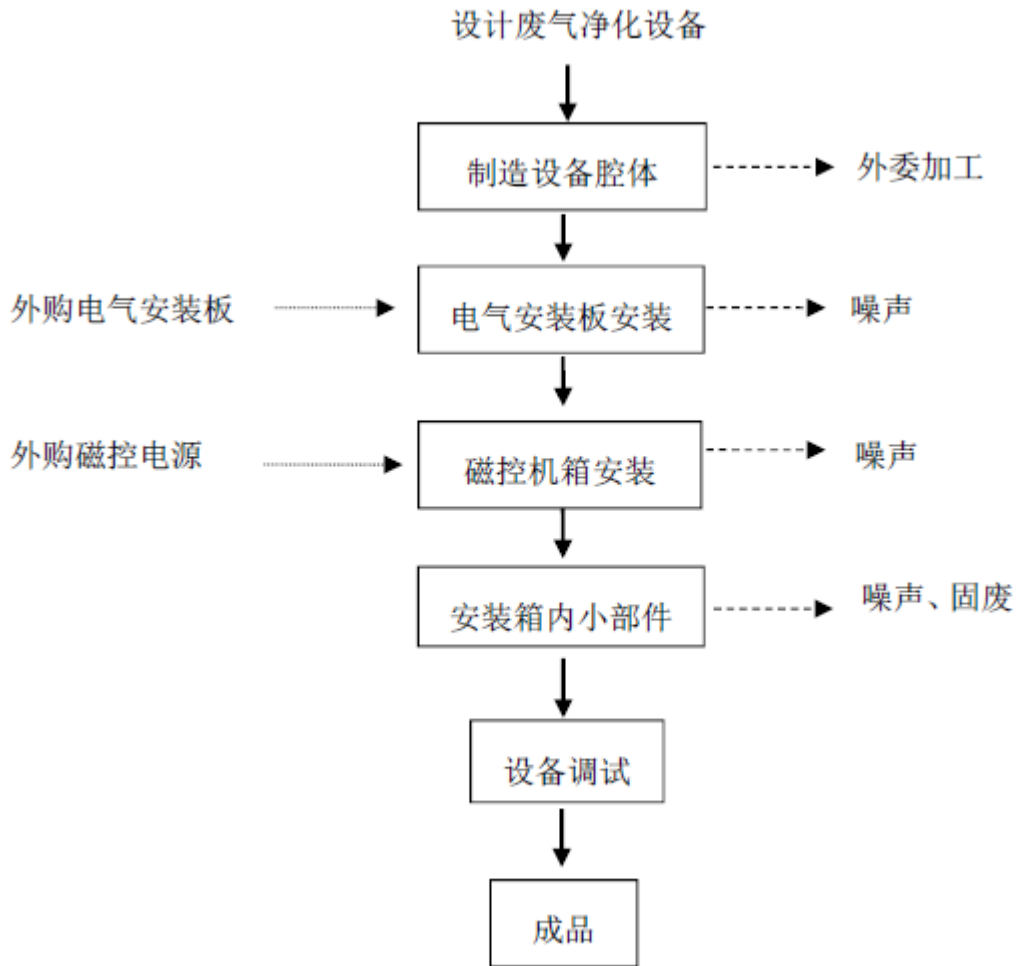 设计废气净化设备
制造设备腔体
外委加工
外购电气安装板
电气安装板安装
噪声
外购磁控电源
磁控机箱安装
噪声
安装箱内小部件
噪声、固废
设备调试
成品